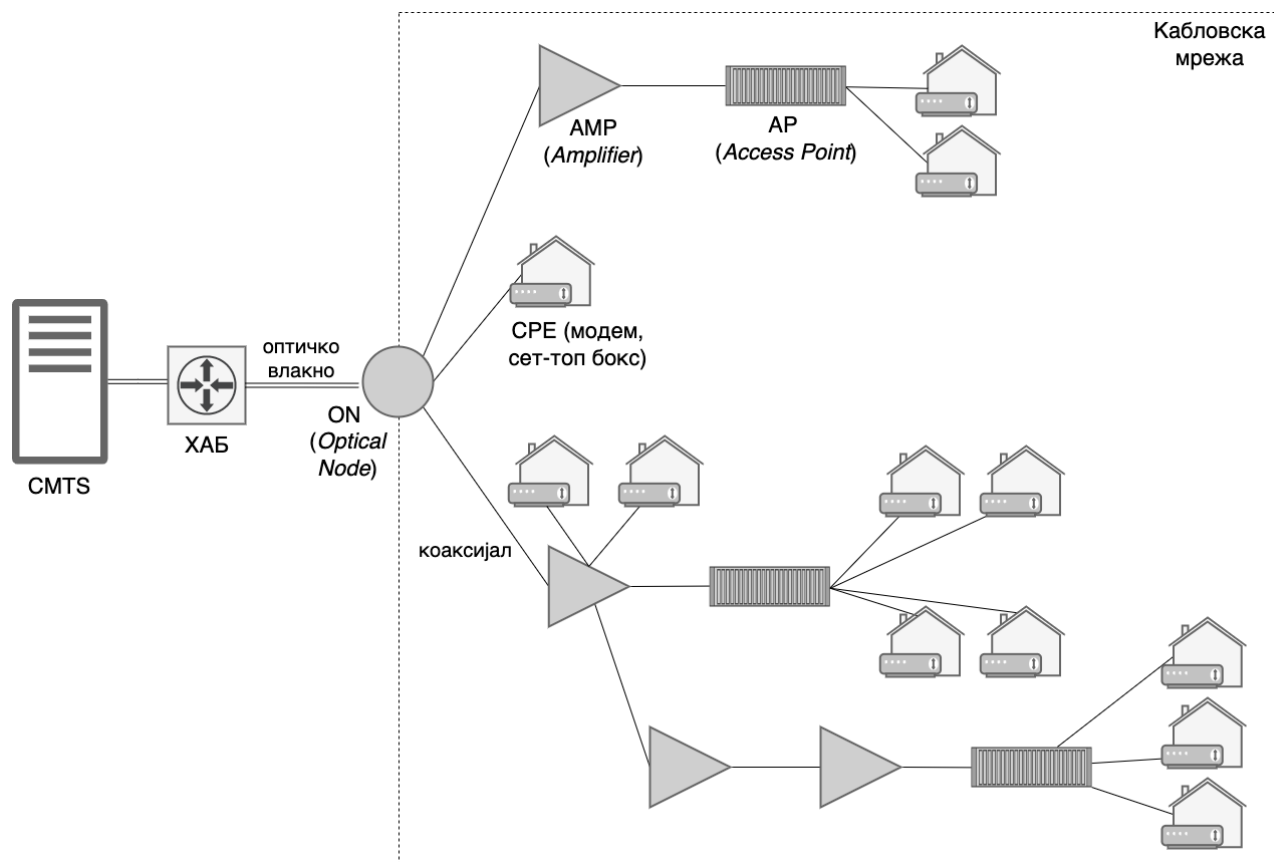 Кабловска
мрежа
AMP
(Amplifier)
AP
(Access Point)
CPE (модем,
сет-топ бокс)
оптичко
влакно
ON
(Optical
Node)
ХАБ
CMTS
коаксијал